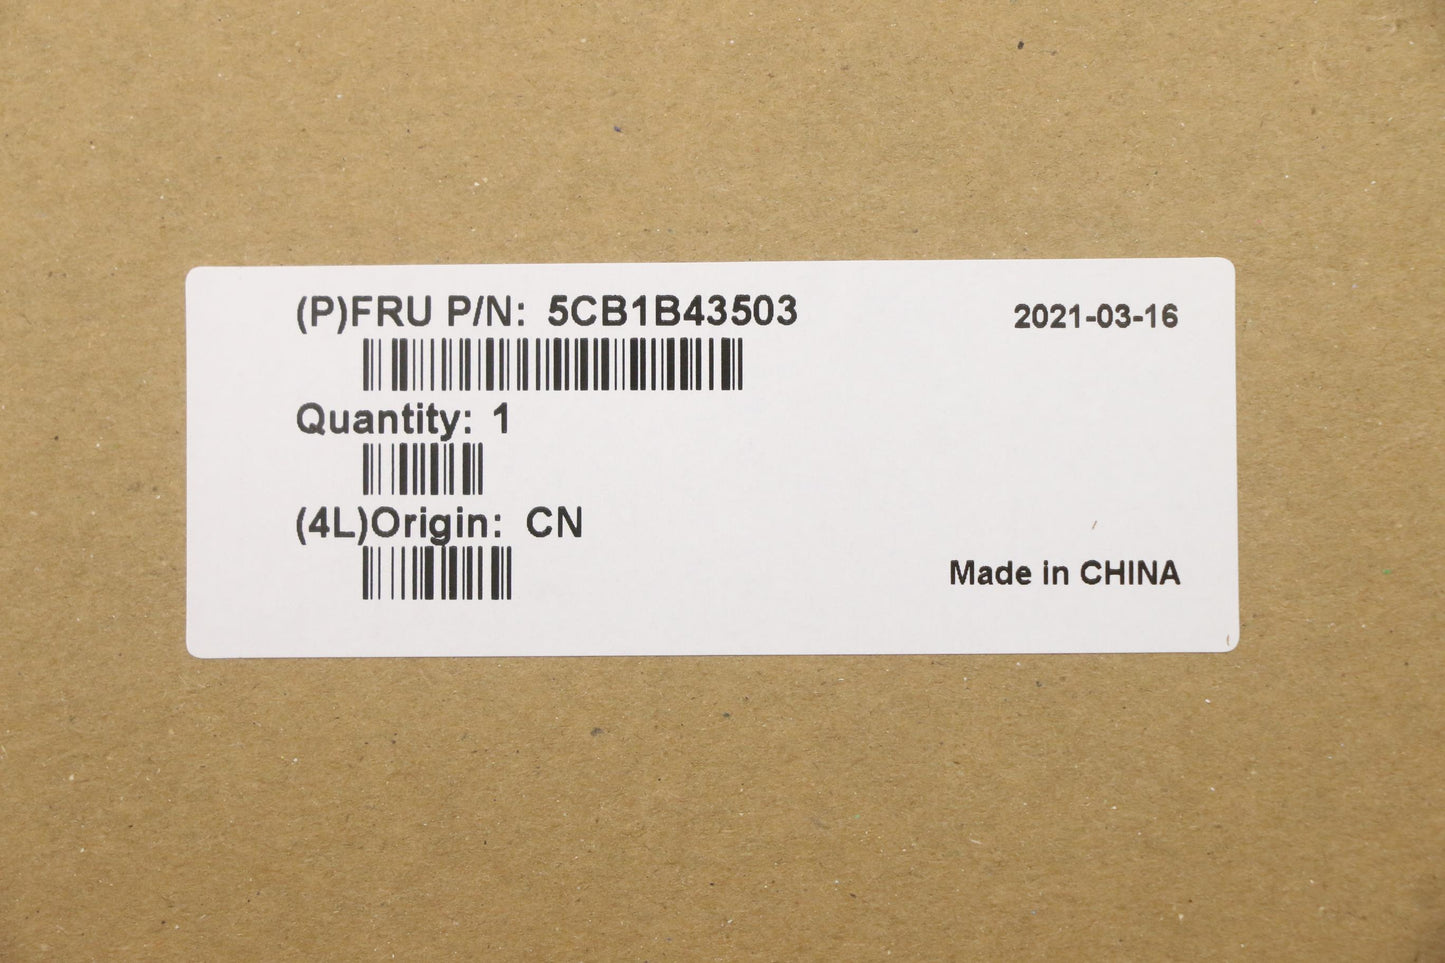 (P)FRU P/N: 5CB1B43503
2021-03-16
Quantity: 1
(4L)Origin: CN
Made in CHINA